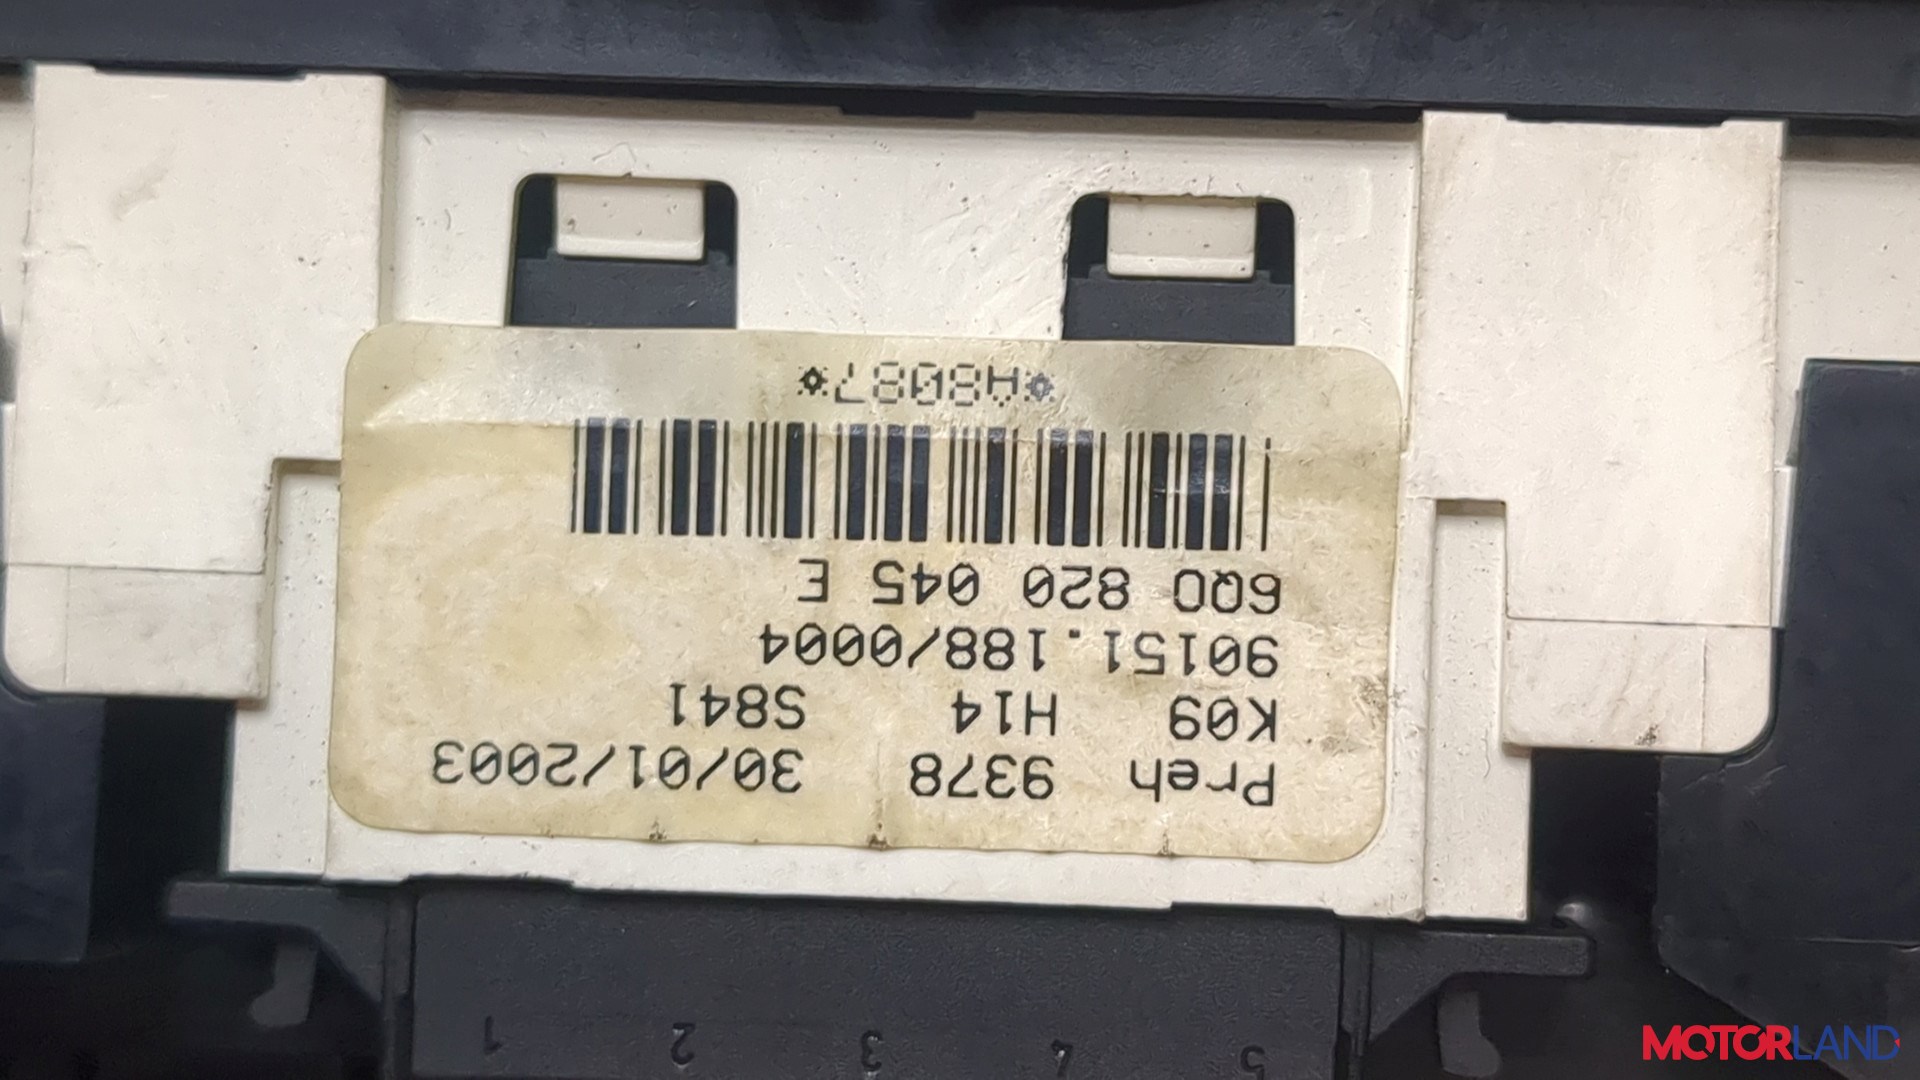 Preh 9378 30/01/2003
K09 H14 S841
90151.188/0004
6Q0 820 045 E
*A8087*
1 2 3 4 5
MOTORLAND